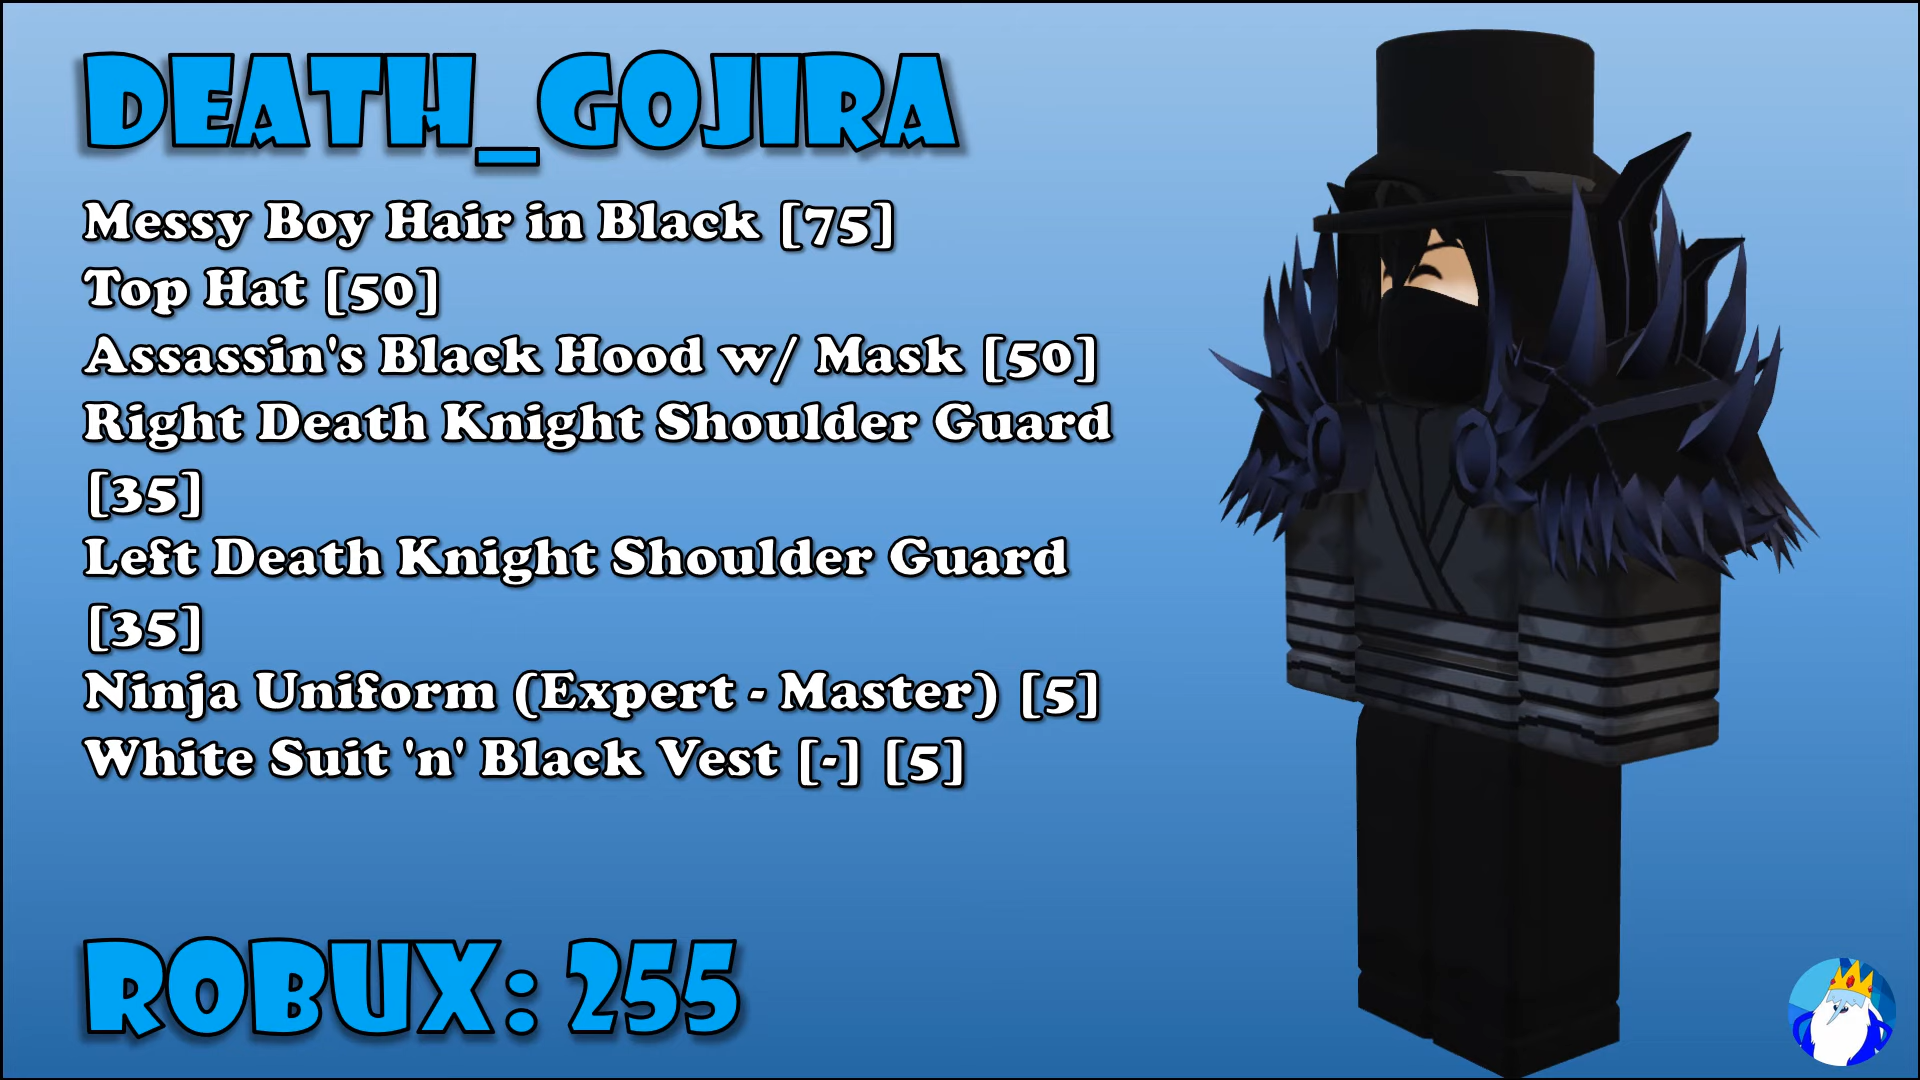 DEATH_GOJIRA
Messy Boy Hair in Black [75]
Top Hat [50]
Assassin's Black Hood w/ Mask [50]
Right Death Knight Shoulder Guard
[35]
Left Death Knight Shoulder Guard
[35]
Ninja Uniform (Expert - Master) [5]
White Suit 'n' Black Vest [-] [5]
ROBUX: 255